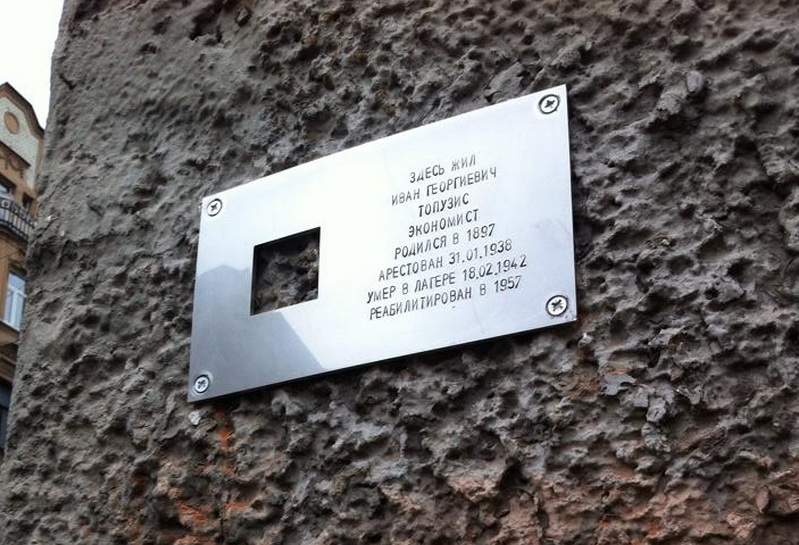 ЗДЕСЬ ЖИЛ
ИВАН ГЕОРГИЕВИЧ
ТОПУЗИС
ЭКОНОМИСТ
РОДИЛСЯ В 1897
АРЕСТОВАН 31.01.1938
УМЕР В ЛАГЕРЕ 18.02.1942
РЕАБИЛИТИРОВАН В 1957